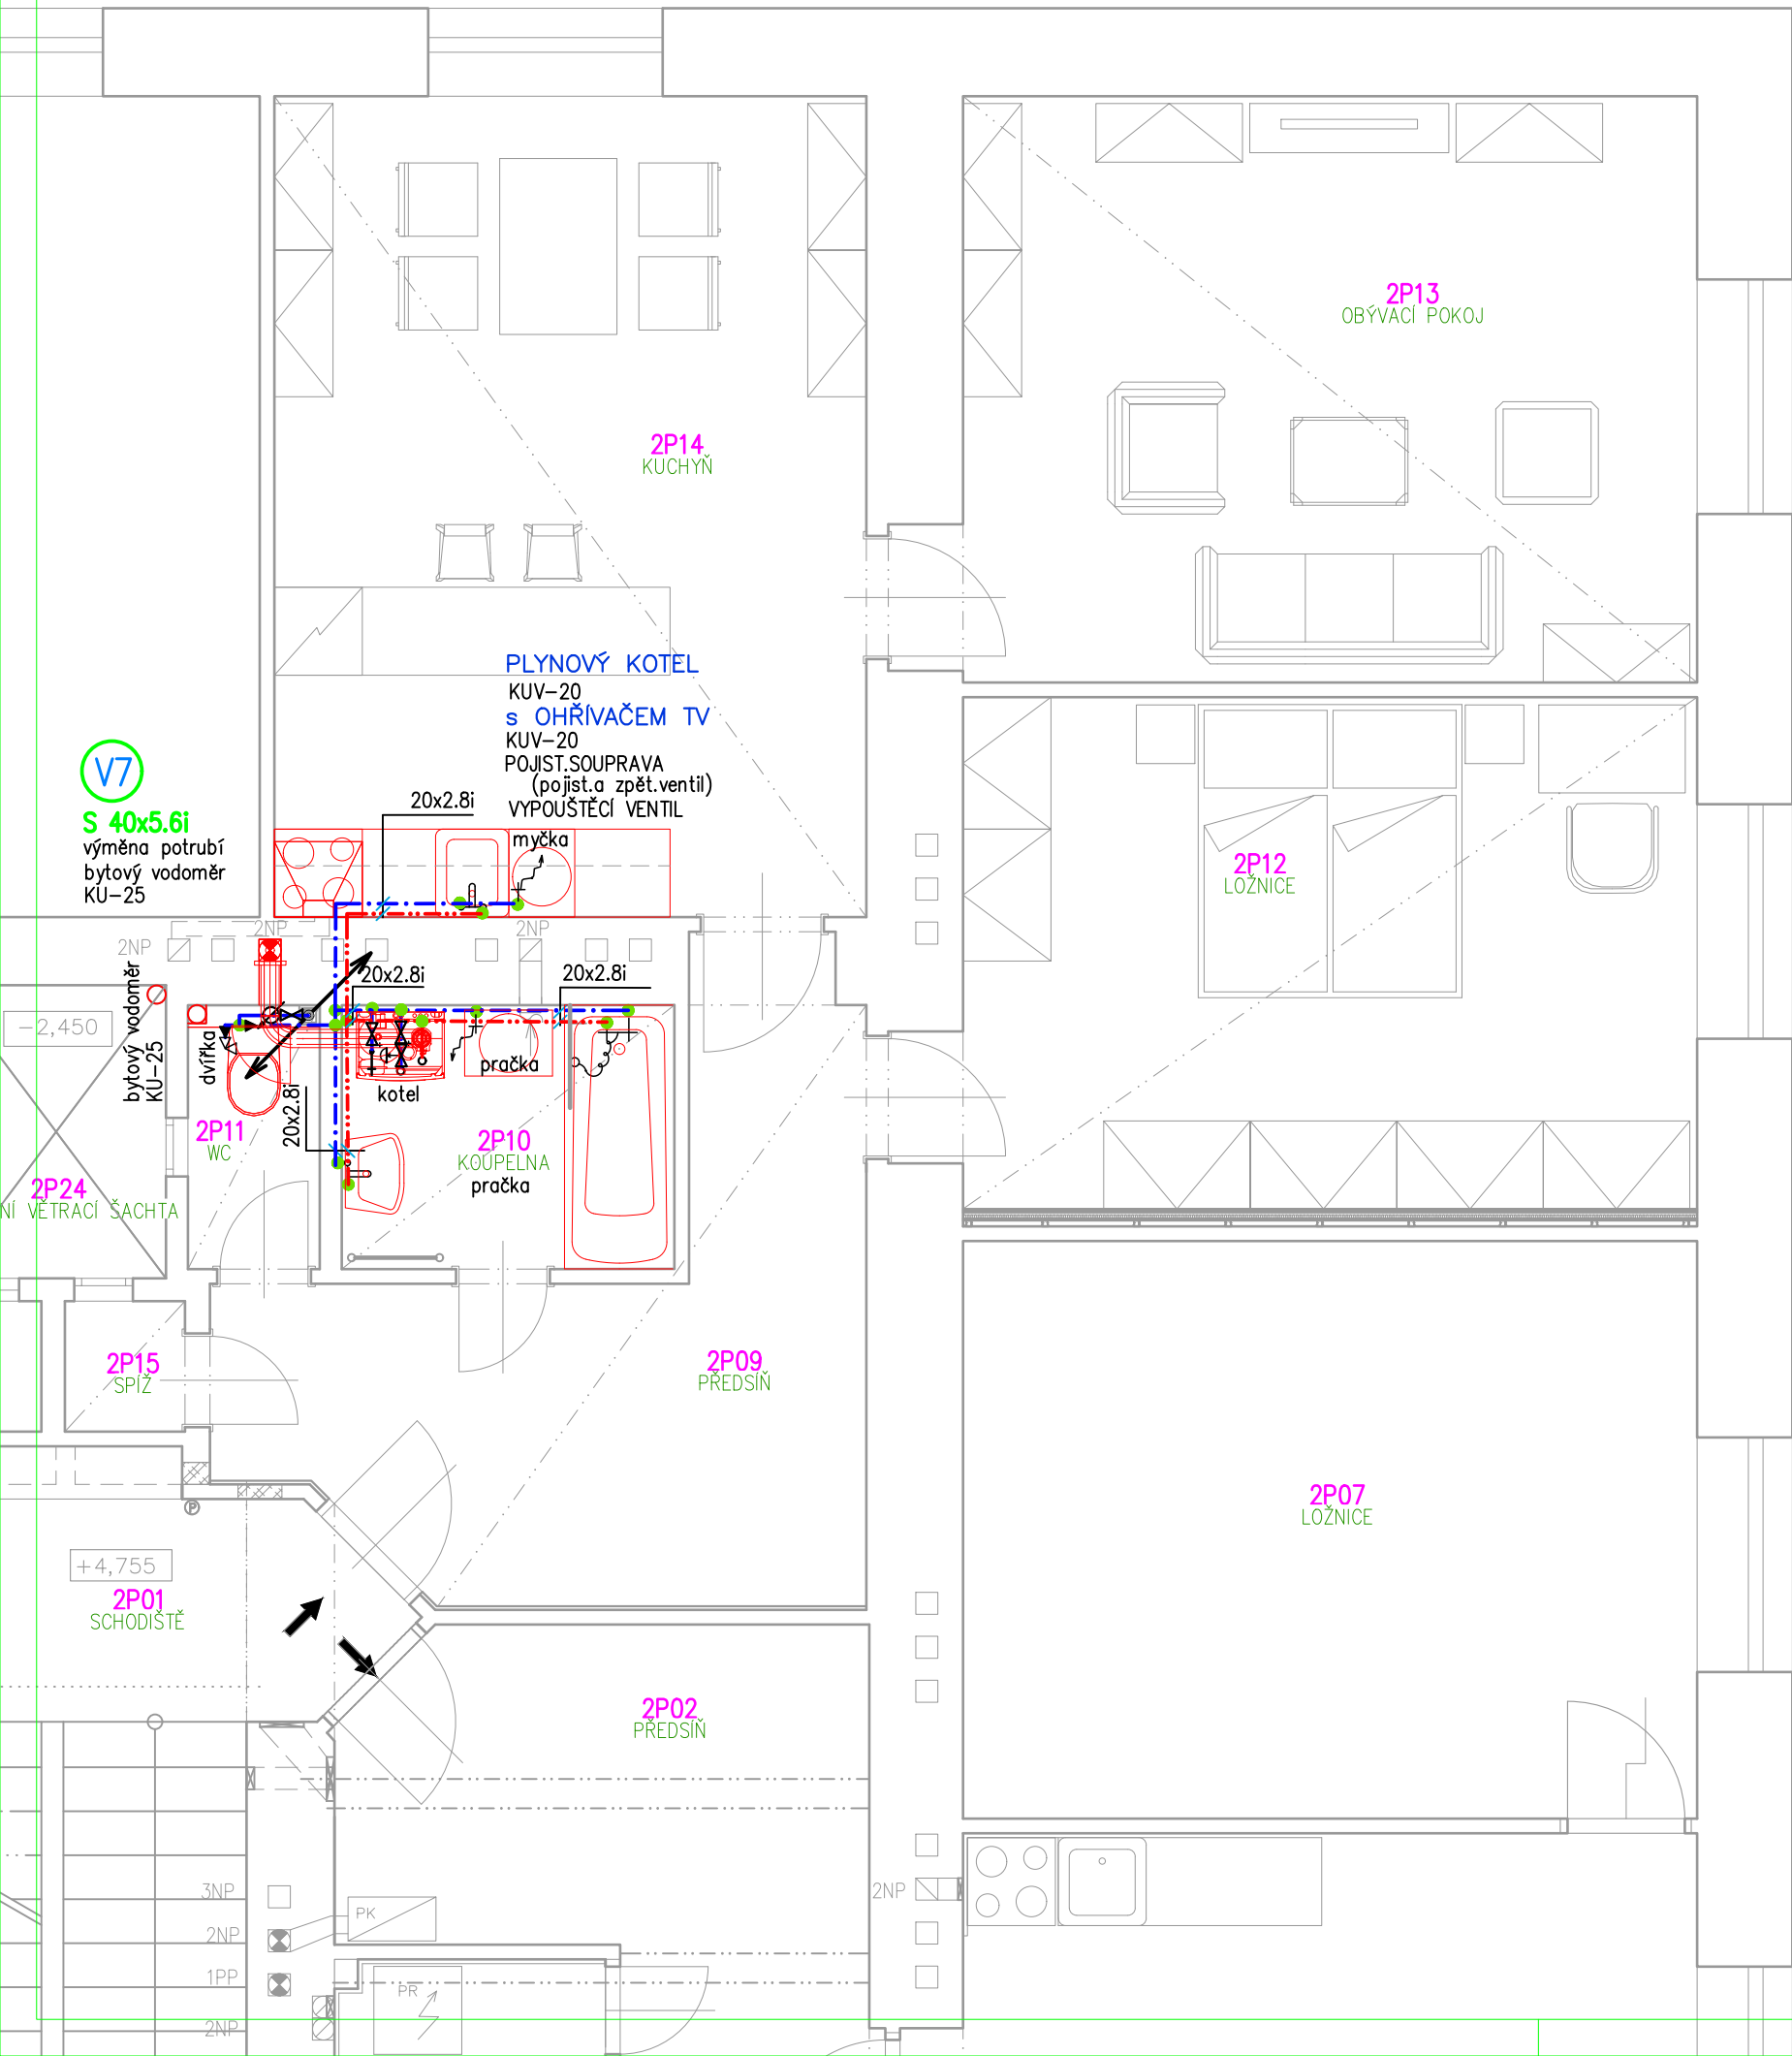 2P13
OBÝVACÍ POKOJ
2P14
KUCHYŇ
PLYNOVÝ KOTEL
KUV-20
s OHŘÍVAČEM TV
KUV-20
POJIST.SOUPRAVA
(pojist.a zpět.ventil)
VYPOUŠTĚCÍ VENTIL
V7
S 40x5.6i
výměna potrubí
bytový vodoměr
KU-25
20x2.8i
myčka
2P12
LOŽNICE
2NP
2NP
2NP
20x2.8i
20x2.8i
bytový vodoměr
KU-25
-2,450
dvířka
20x2.8i
kotel
pračka
2P11
WC
2P10
KOUPELNA
pračka
2P24
NÍ VĚTRACÍ ŠACHTA
2P15
SPÍŽ
2P09
PŘEDSÍŇ
2P07
LOŽNICE
P
+4,755
2P01
SCHODIŠTĚ
2P02
PŘEDSÍŇ
3NP
2NP
PK
2NP
1PP
PR
2NP